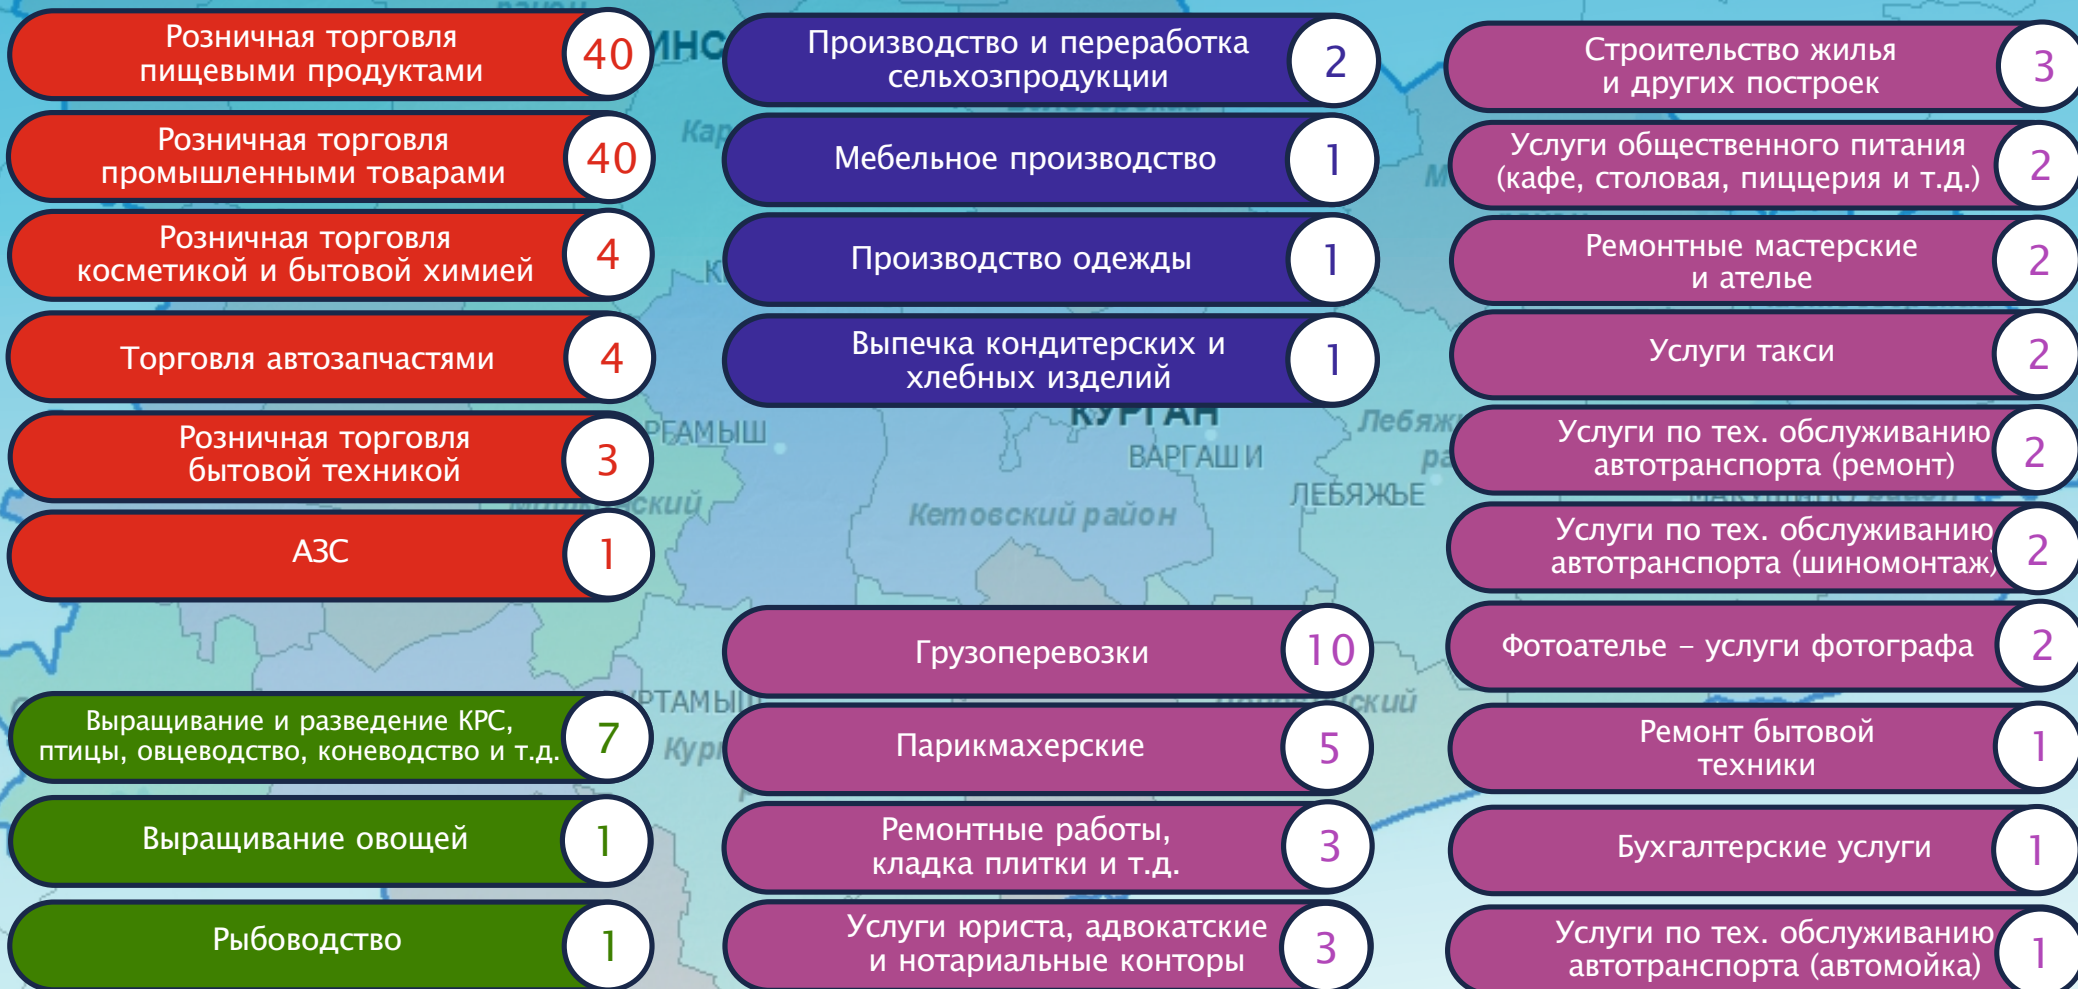 Розничная торговля
пищевыми продуктами
40
Розничная торговля
промышленными товарами
40
Розничная торговля
косметикой и бытовой химией
4
Торговля автозапчастями
4
Розничная торговля
бытовой техникой
3
АЗС
1
Выращивание и разведение КРС,
птицы, овцеводство, коневодство и т.д.
7
Выращивание овощей
1
Рыбоводство
1
Производство и переработка
сельхозпродукции
2
Мебельное производство
1
Производство одежды
1
Выпечка кондитерских и
хлебных изделий
1
КУРГАН
ВАРГАШИ
ЛЕБЯЖЬЕ
Кетовский район
Грузоперевозки
10
Парикмахерские
5
Ремонтные работы,
кладка плитки и т.д.
3
Услуги юриста, адвокатские
и нотариальные конторы
3
Строительство жилья
и других построек
3
Услуги общественного питания
(кафе, столовая, пиццерия и т.д.)
2
Ремонтные мастерские
и ателье
2
Услуги такси
2
Услуги по тех. обслуживанию
автотранспорта (ремонт)
2
Услуги по тех. обслуживанию
автотранспорта (шиномонтаж)
2
Фотоателье – услуги фотографа
2
Ремонт бытовой
техники
1
Бухгалтерские услуги
1
Услуги по тех. обслуживанию
автотранспорта (автомойка)
1